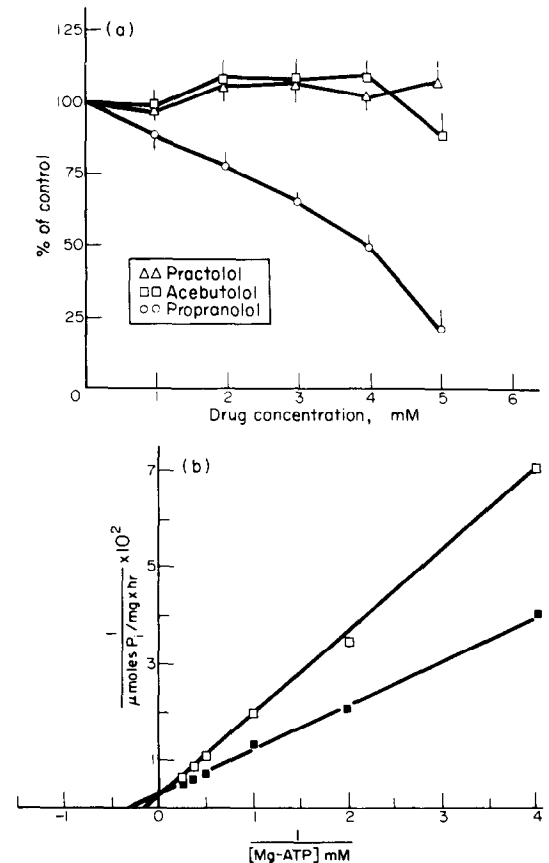 (a)
125
100
75
50
25
0
% of control
△△ Practolol
□□ Acebutolol
○○ Propranolol
1 2 3 4 5 6
Drug concentration, mM
(b)
7
5
3
1
1
μmoles Pi/mg x hr
x10²
-1 0 1 2 3 4
1
[Mg-ATP] mM